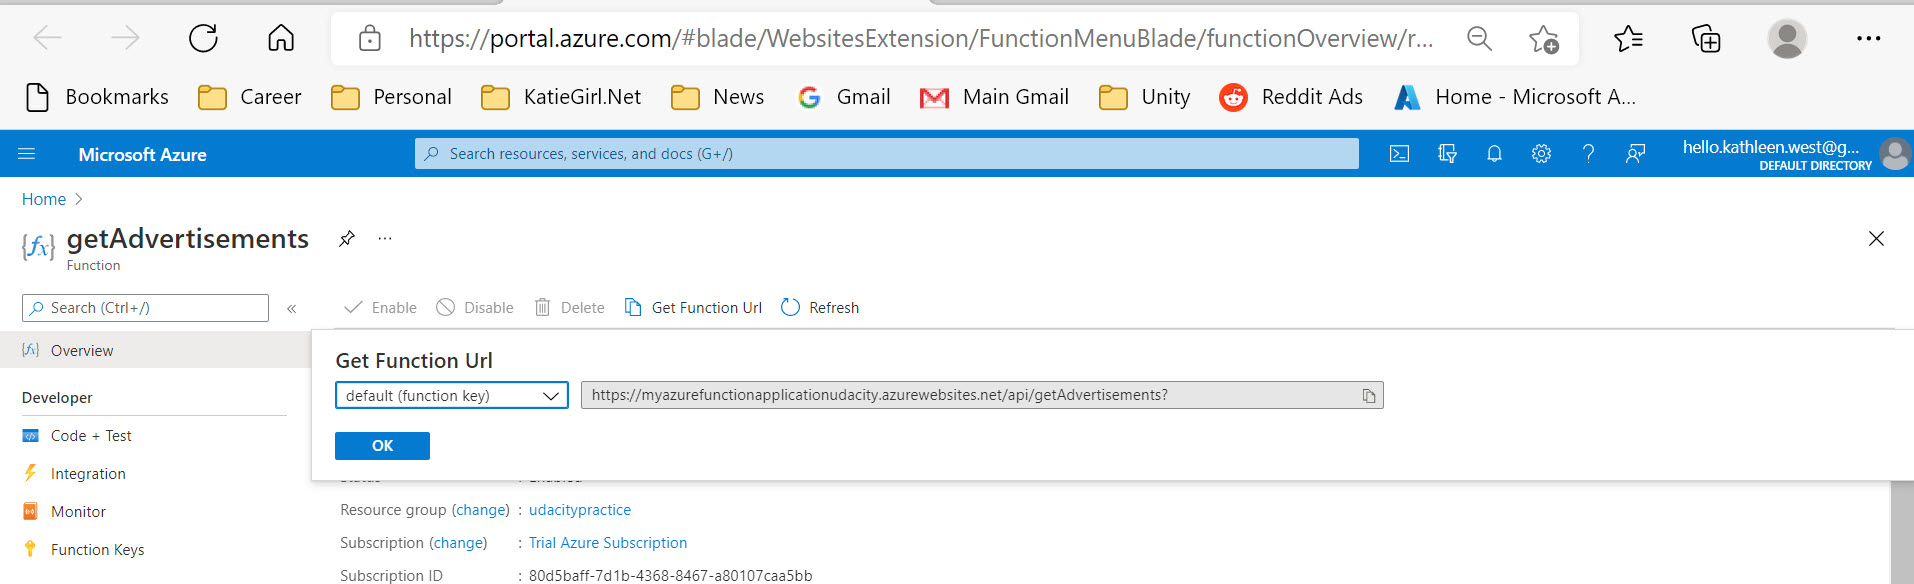 https://portal.azure.com/#blade/WebsitesExtension/FunctionMenuBlade/functionOverview/r...
Bookmarks Career Personal KatieGirl.Net News Gmail Main Gmail Unity Reddit Ads Home - Microsoft A...
Microsoft Azure
Search resources, services, and docs (G+/)
hello.kathleen.west@g...
DEFAULT DIRECTORY
Home >
getAdvertisements ...
Function
Search (Ctrl+/) «
Enable Disable Delete Get Function Url Refresh
Overview
Developer
Code + Test
Integration
Monitor
Function Keys
Get Function Url
default (function key) https://myazurefunctionapplicationudacity.azurewebsites.net/api/getAdvertisements?
OK
Resource group (change) : udacitypractice
Subscription (change) : Trial Azure Subscription
Subscription ID : 80d5baff-7d1b-4368-8467-a80107caa5bb